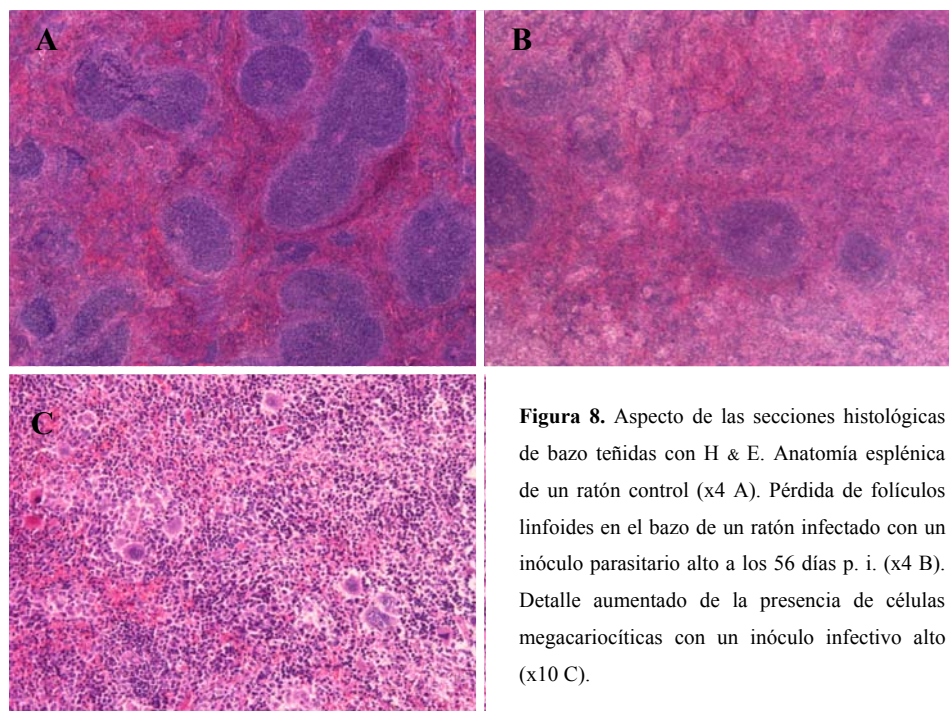 A
B
C
Figura 8. Aspecto de las secciones histológicas
de bazo teñidas con H & E. Anatomía esplénica
de un ratón control (x4 A). Pérdida de folículos
linfoides en el bazo de un ratón infectado con un
inóculo parasitario alto a los 56 días p. i. (x4 B).
Detalle aumentado de la presencia de células
megacariocíticas con un inóculo infectivo alto
(x10 C).